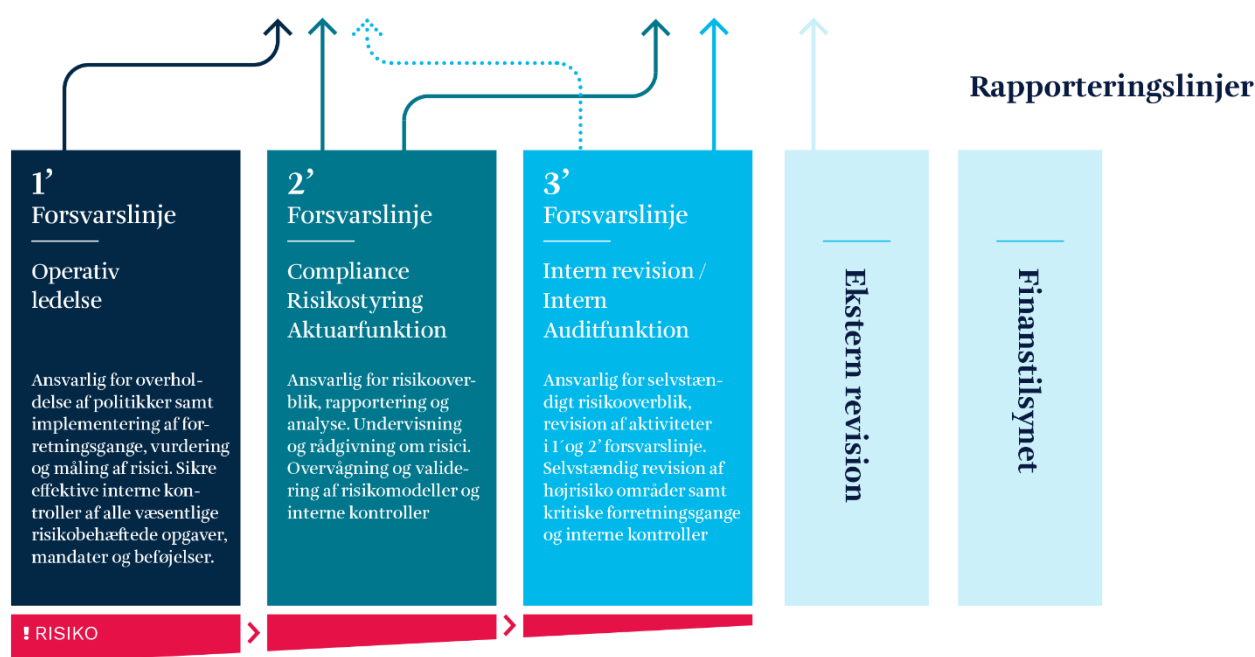 Rapporteringslinjer
1’
Forsvarslinje
Operativ
ledelse
Ansvarlig for overhol-
delse af politikker samt
implementering af for-
retningsgange, vurdering
og måling af risici. Sikre
effektive interne kon-
troller af alle væsentlige
risikobehæftede opgaver,
mandater og beføjelser.
2’
Forsvarslinje
Compliance
Risikostyring
Aktuarfunktion
Ansvarlig for risikoover-
blik, rapportering og
analyse. Undervisning
og rådgivning om risici.
Overvågning og valide-
ring af risikomodeller og
interne kontroller
3’
Forsvarslinje
Intern revision /
Intern
Auditfunktion
Ansvarlig for selvstæn-
digt risikooverblik,
revision af aktiviteter
i 1´og 2’ forsvarslinje.
Selvstændig revision af
højrisiko områder samt
kritiske forretningsgange
og interne kontroller
Ekstern revision
Finanstilsynet
! RISIKO